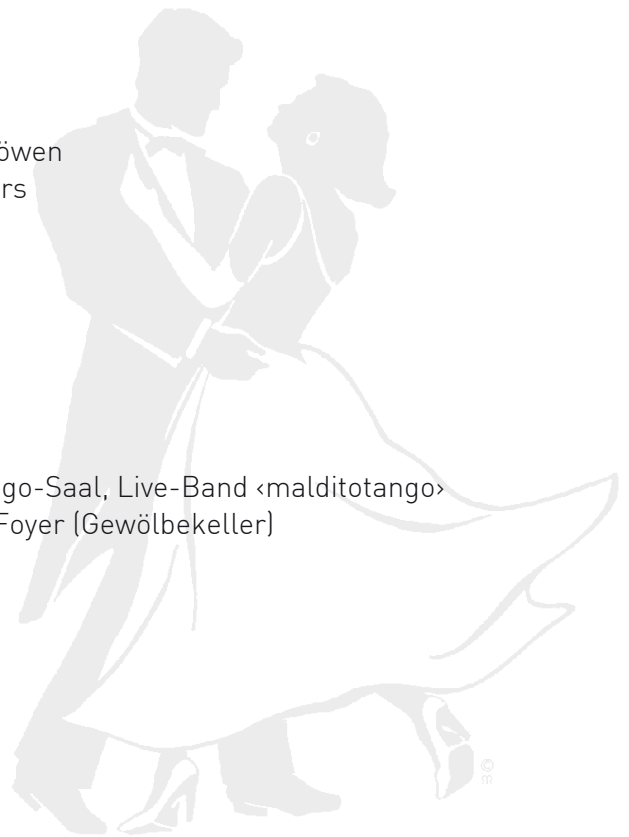 öwen
rs
go-Saal, Live-Band ‹malditotango›
Foyer (Gewölbekeller)
©
m